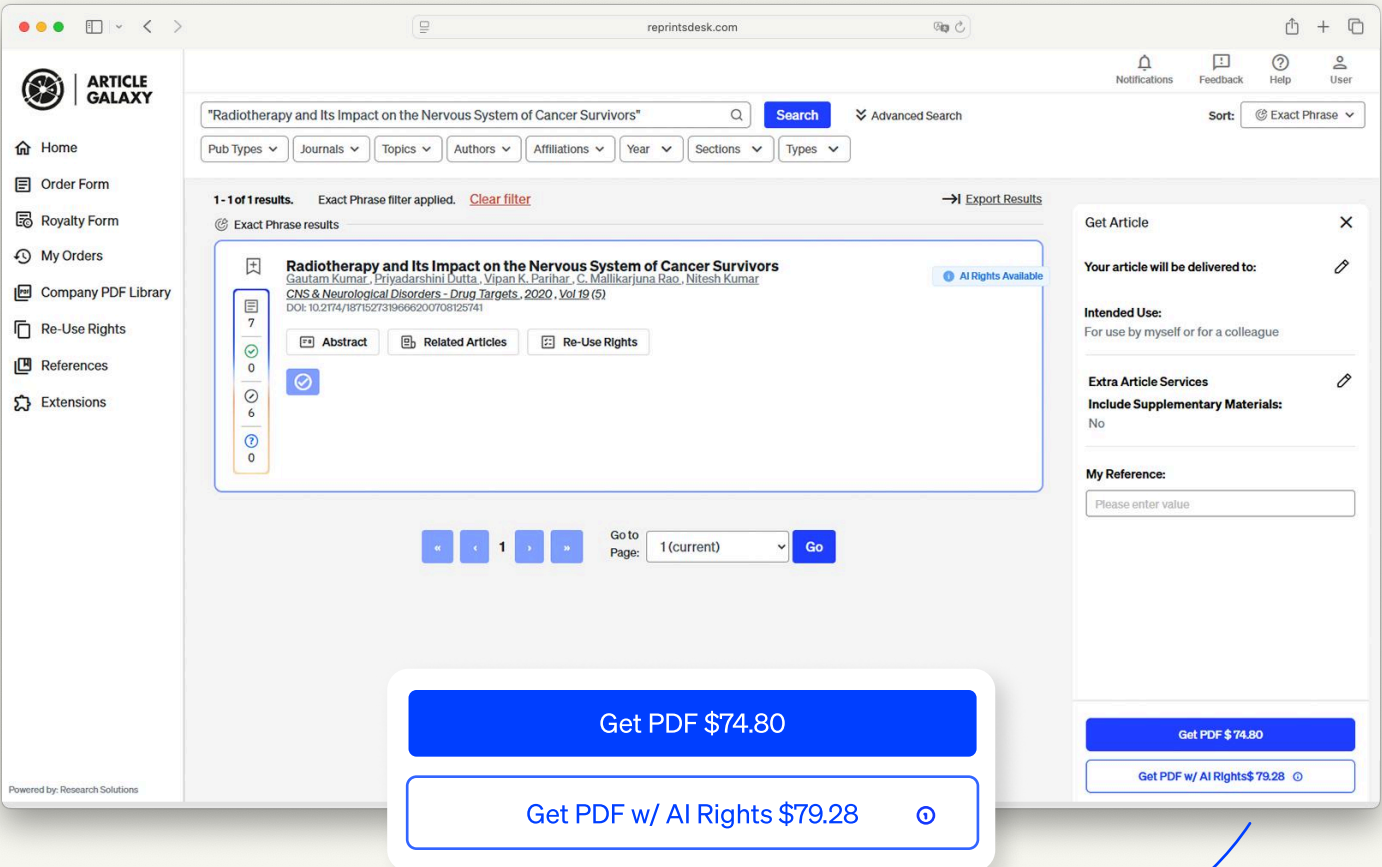 reprintsdesk.com
ARTICLE
GALAXY
Notifications
Feedback
Help
User
"Radiotherapy and Its Impact on the Nervous System of Cancer Survivors"
Search
Advanced Search
Sort:
Exact Phrase
Home
Order Form
Royalty Form
My Orders
PDF
Company PDF Library
Re-Use Rights
References
Extensions
Powered by: Research Solutions
Pub Types
Journals
Topics
Authors
Affiliations
Year
Sections
Types
1 - 1 of 1 results.
Exact Phrase filter applied.
Clear filter
Export Results
Exact Phrase results
Radiotherapy and Its Impact on the Nervous System of Cancer Survivors
Gautam Kumar , Priyadarshini Dutta , Vipan K. Parihar , C. Mallikarjuna Rao , Nitesh Kumar
CNS & Neurological Disorders - Drug Targets , 2020 , Vol 19 (5)
DOI: 10.2174/1871527319666200708125741
AI Rights Available
7
0
6
0
Abstract
Related Articles
Re-Use Rights
«
‹
1
›
»
Go to
Page:
1 (current)
Go
Get Article
Your article will be delivered to:
Intended Use:
For use by myself or for a colleague
Extra Article Services
Include Supplementary Materials:
No
My Reference:
Please enter value
Get PDF $ 74.80
Get PDF w/ AI Rights$ 79.28
Get PDF $74.80
Get PDF w/ AI Rights $79.28